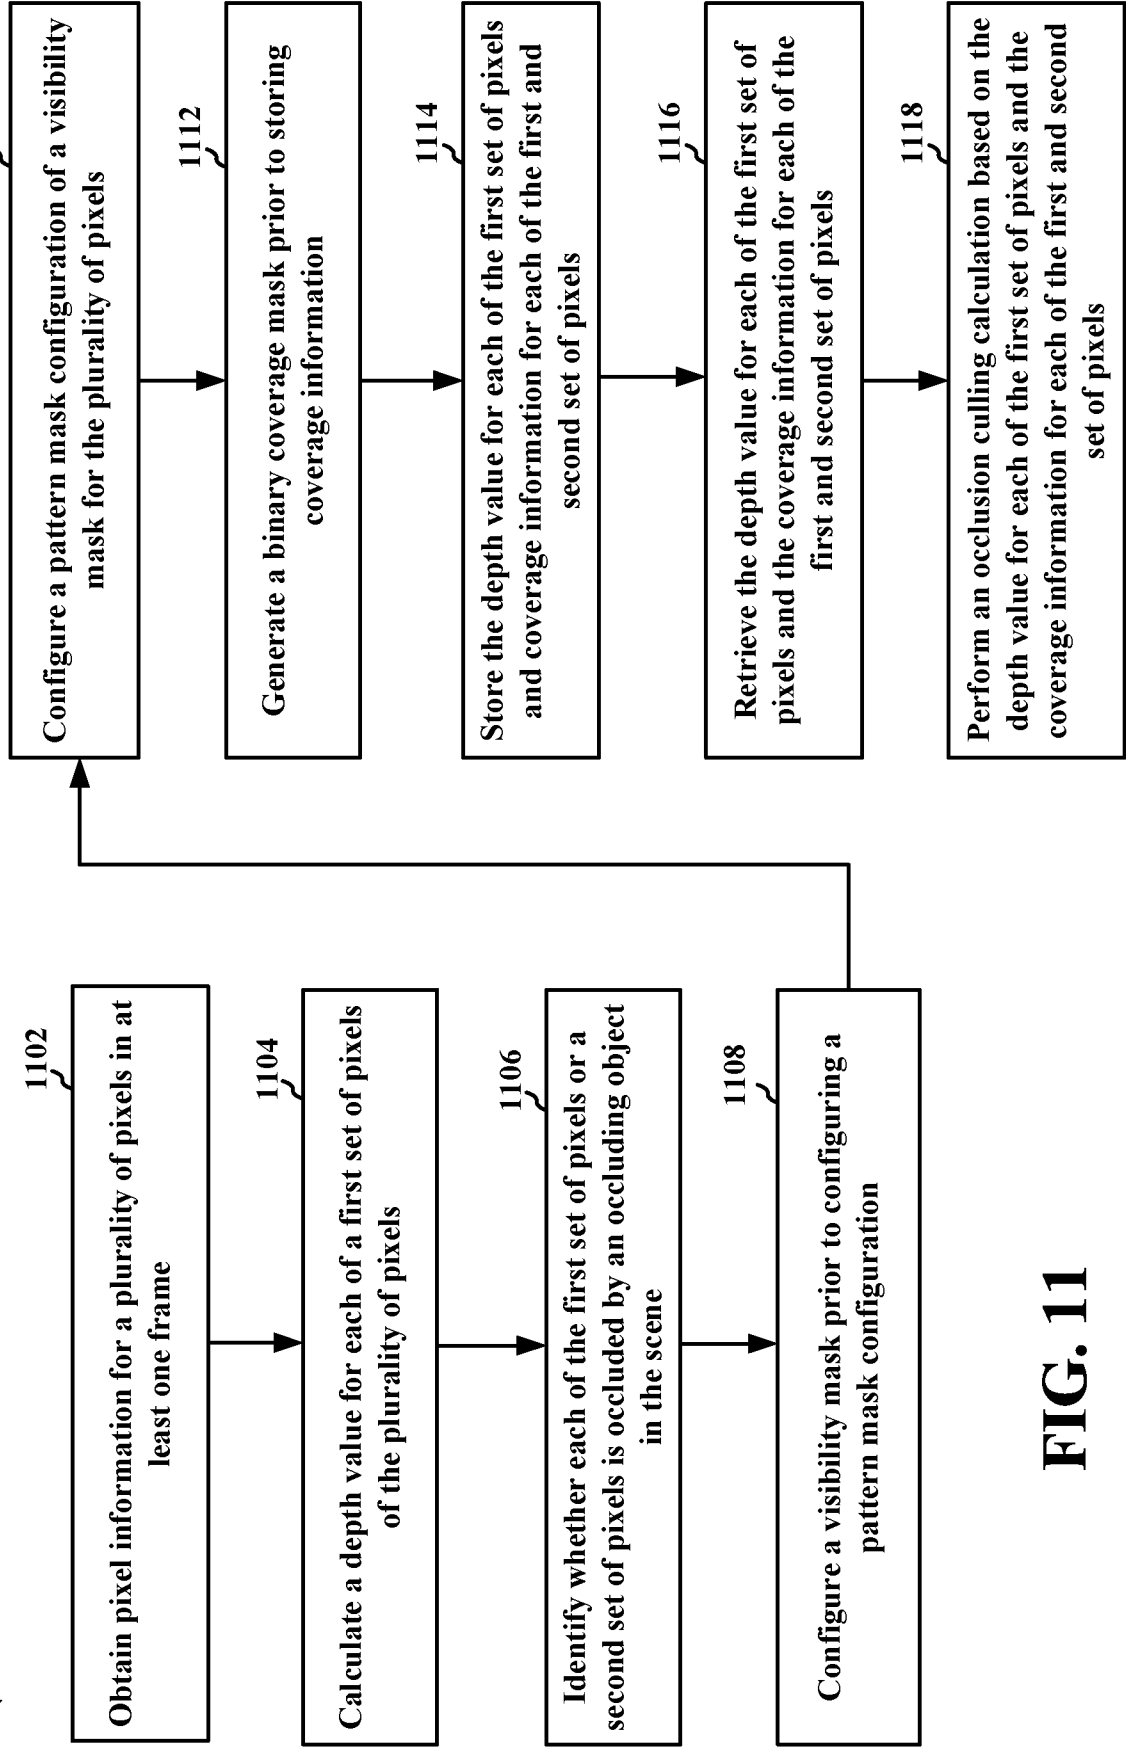 1102
Obtain pixel information for a plurality of pixels in at
least one frame
1104
Calculate a depth value for each of a first set of pixels
of the plurality of pixels
1106
Identify whether each of the first set of pixels or a
second set of pixels is occluded by an occluding object
in the scene
1108
Configure a visibility mask prior to configuring a
pattern mask configuration
Configure a pattern mask configuration of a visibility
mask for the plurality of pixels
1112
Generate a binary coverage mask prior to storing
coverage information
1114
Store the depth value for each of the first set of pixels
and coverage information for each of the first and
second set of pixels
1116
Retrieve the depth value for each of the first set of
pixels and the coverage information for each of the
first and second set of pixels
1118
Perform an occlusion culling calculation based on the
depth value for each of the first set of pixels and the
coverage information for each of the first and second
set of pixels
FIG. 11